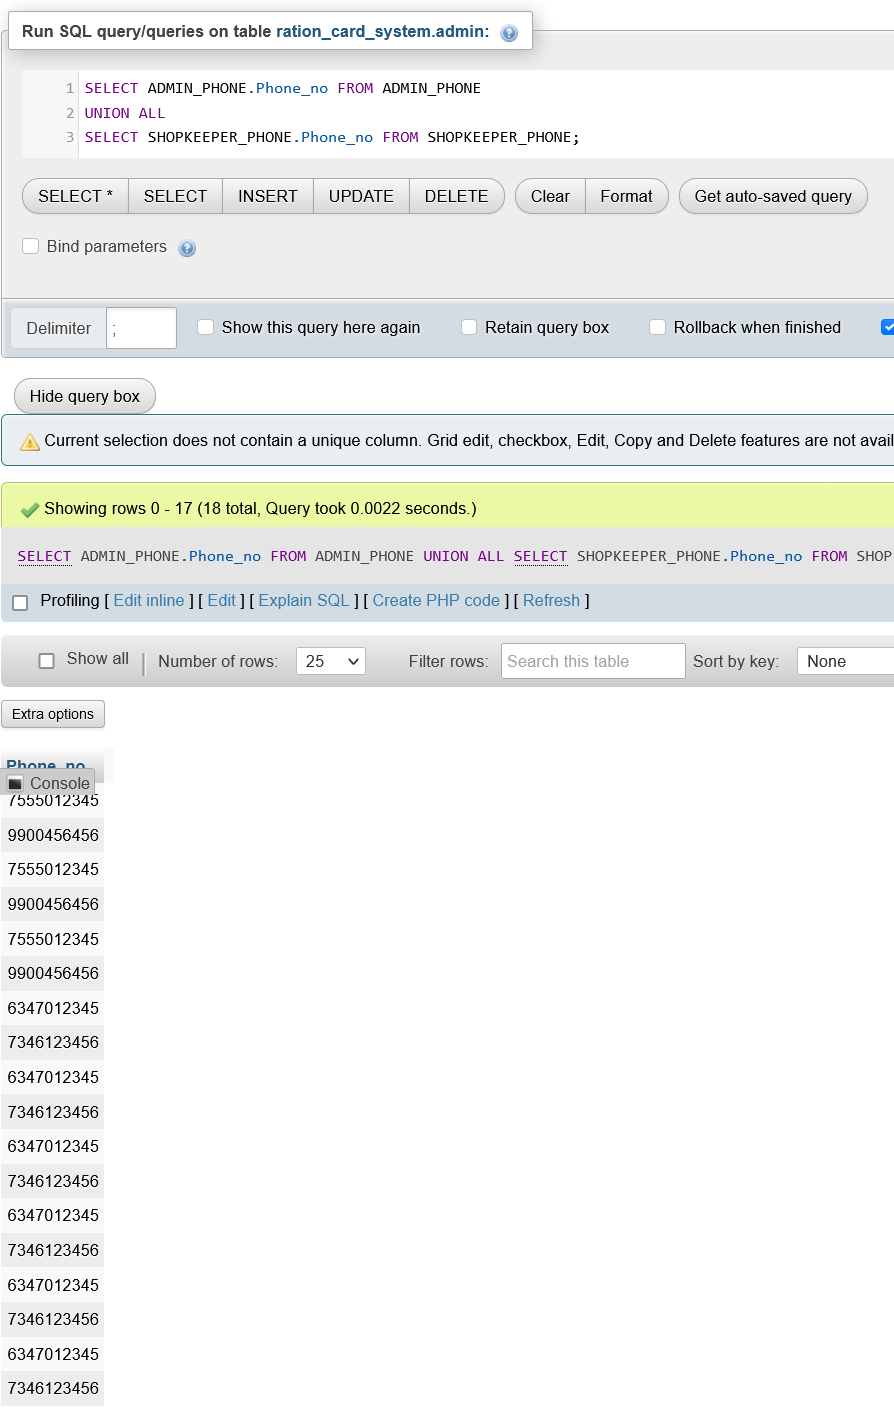 Run SQL query/queries on table ration_card_system.admin:
1 SELECT ADMIN_PHONE.Phone_no FROM ADMIN_PHONE
2 UNION ALL
3 SELECT SHOPKEEPER_PHONE.Phone_no FROM SHOPKEEPER_PHONE;
SELECT * SELECT INSERT UPDATE DELETE Clear Format Get auto-saved query
Bind parameters
Delimiter ; Show this query here again Retain query box Rollback when finished
Hide query box
Current selection does not contain a unique column. Grid edit, checkbox, Edit, Copy and Delete features are not avail
Showing rows 0 - 17 (18 total, Query took 0.0022 seconds.)
SELECT ADMIN_PHONE.Phone_no FROM ADMIN_PHONE UNION ALL SELECT SHOPKEEPER_PHONE.Phone_no FROM SHOP
Profiling [ Edit inline ] [ Edit ] [ Explain SQL ] [ Create PHP code ] [ Refresh ]
Show all Number of rows: 25 Filter rows: Search this table Sort by key: None
Extra options
Phone_no
Console
7555012345
9900456456
7555012345
9900456456
7555012345
9900456456
6347012345
7346123456
6347012345
7346123456
6347012345
7346123456
6347012345
7346123456
6347012345
7346123456
6347012345
7346123456